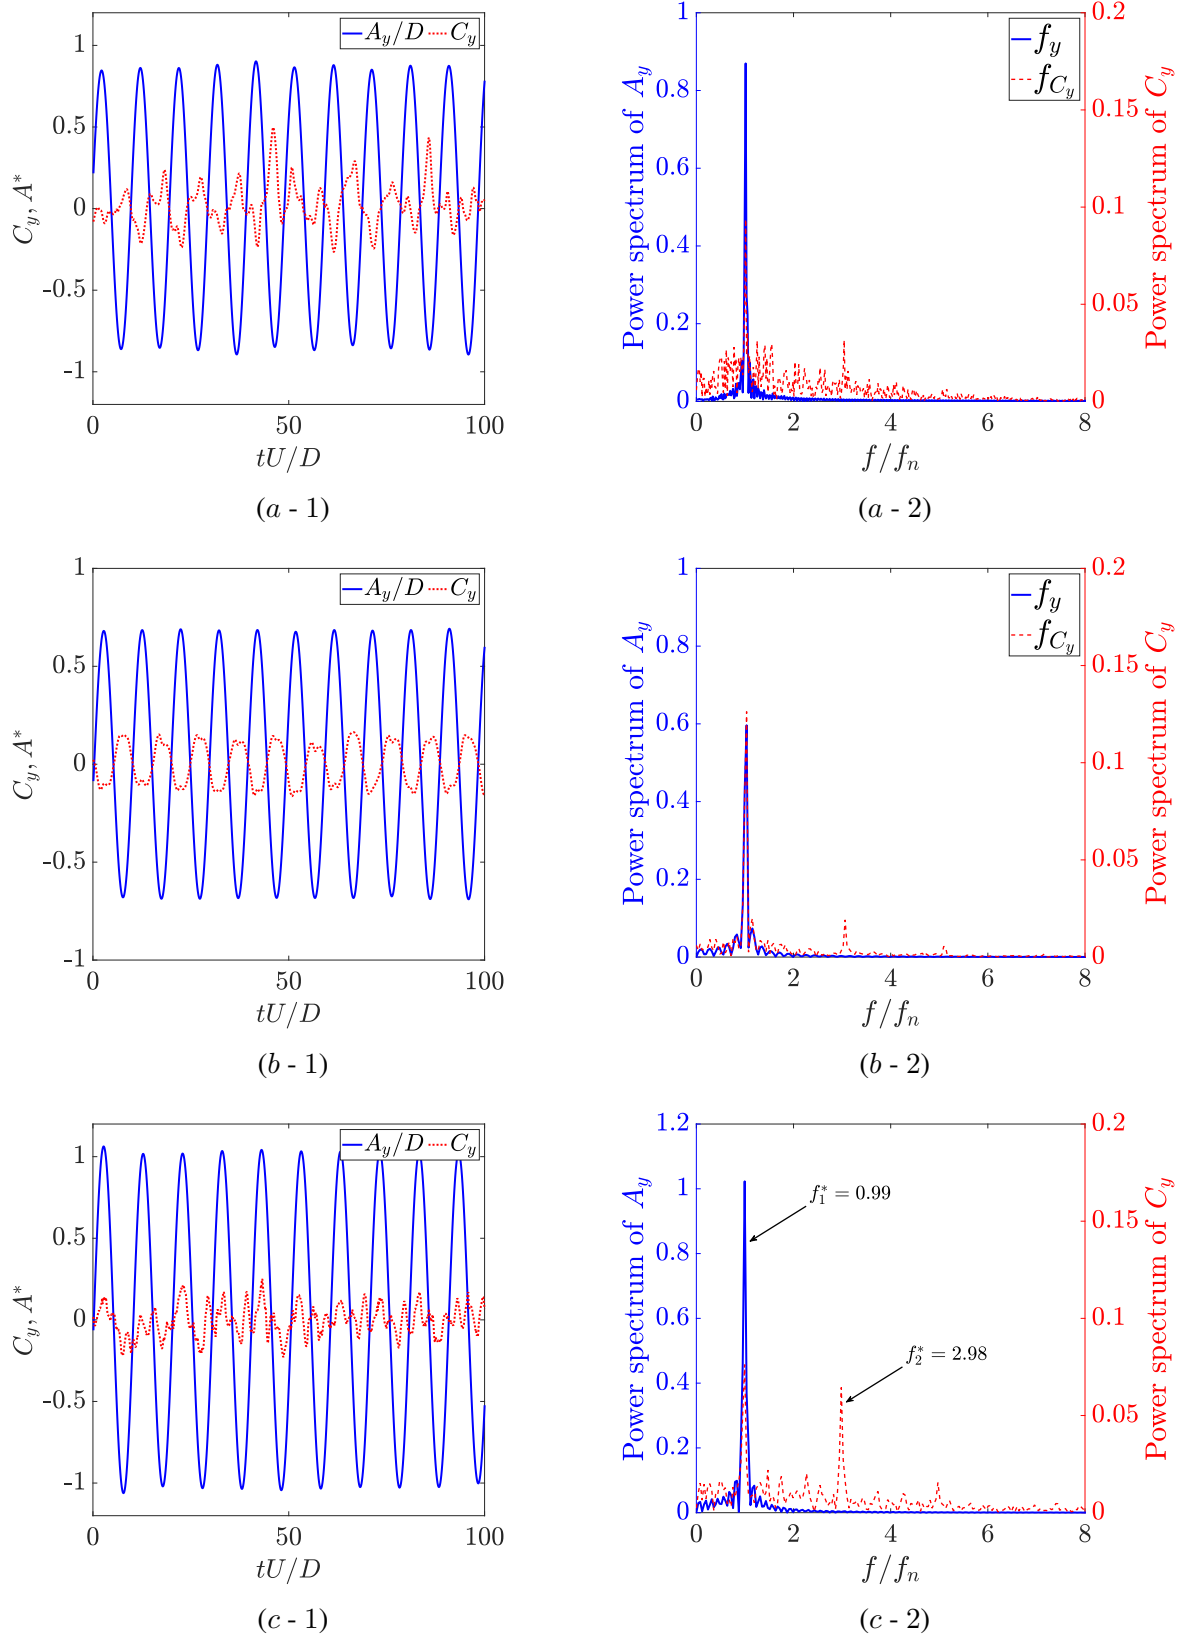 A_y/D C_y
1
0.5
0
-0.5
-1
C_y, A*
0 50 100
tU/D
(a - 1)
f_y
f_{C_y}
1
0.8
0.6
0.4
0.2
0
Power spectrum of A_y
0.2
0.15
0.1
0.05
0
Power spectrum of C_y
0 2 4 6 8
f/f_n
(a - 2)
A_y/D C_y
1
0.5
0
-0.5
-1
C_y, A*
0 50 100
tU/D
(b - 1)
f_y
f_{C_y}
1
0.8
0.6
0.4
0.2
0
Power spectrum of A_y
0.2
0.15
0.1
0.05
0
Power spectrum of C_y
0 2 4 6 8
f/f_n
(b - 2)
A_y/D C_y
1
0.5
0
-0.5
-1
C_y, A*
0 50 100
tU/D
(c - 1)
1.2
1
0.8
0.6
0.4
0.2
0
Power spectrum of A_y
f_1^* = 0.99
f_2^* = 2.98
0.2
0.15
0.1
0.05
0
Power spectrum of C_y
0 2 4 6 8
f/f_n
(c - 2)